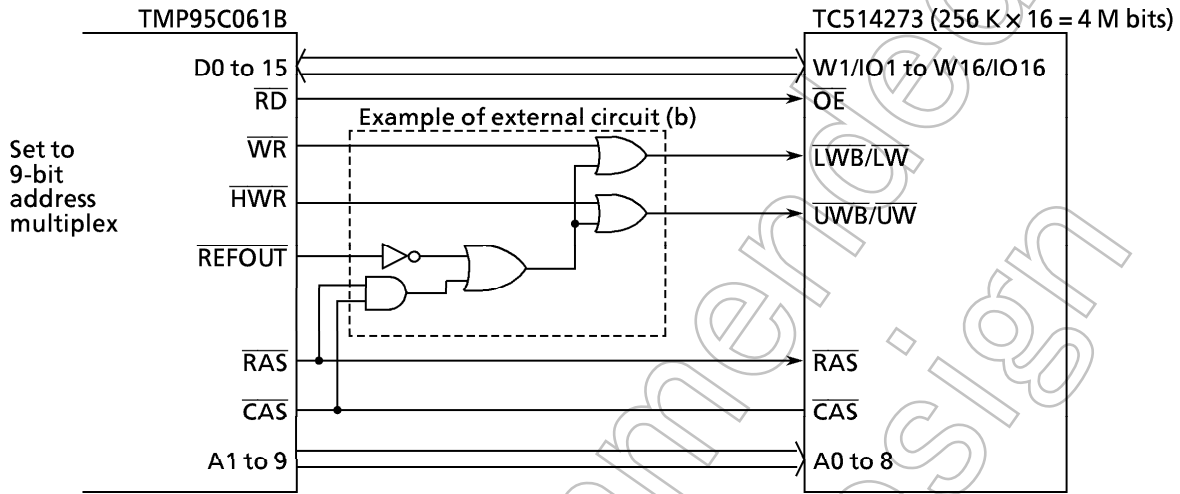 TMP95C061B
TC514273 (256 K × 16 = 4 M bits)
D0 to 15
W1/IO1 to W16/IO16
RD
OE
Example of external circuit (b)
Set to
9-bit
address
multiplex
WR
LWB/LW
HWR
UWB/UW
REFOUT
RAS
RAS
CAS
CAS
A1 to 9
A0 to 8